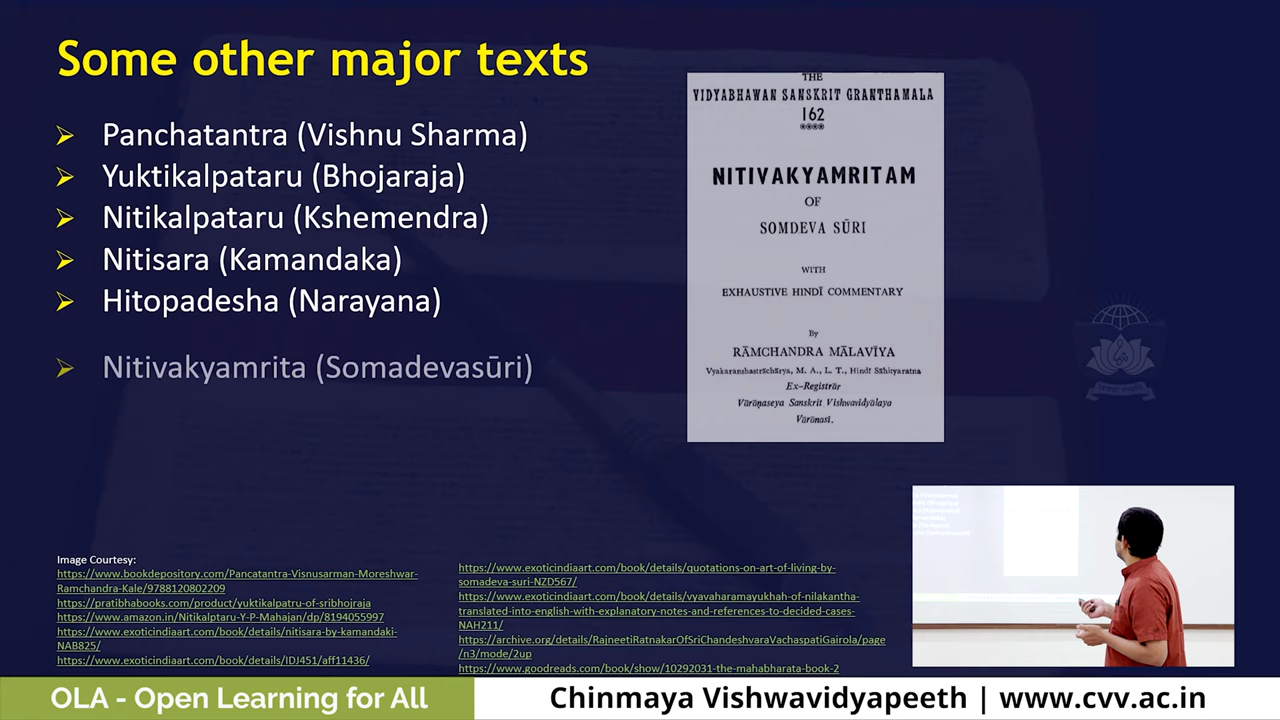 Some other major texts
➢ Panchatantra (Vishnu Sharma)
➢ Yuktikalpataru (Bhojaraja)
➢ Nitikalpataru (Kshemendra)
➢ Nitisara (Kamandaka)
➢ Hitopadesha (Narayana)
➢ Nitivakyamrita (Somadevasūri)
THE
VIDYABHAWAN SANSKRIT GRANTHAMALA
162
NITIVAKYAMRITAM
OF
SOMDEVA SŪRI
WITH
EXHAUSTIVE HINDĪ COMMENTARY
By
RĀMCHANDRA MĀLAVĪYA
Vyakaranshastrāchārya, M. A., L. T., Hindī Sāhityaratna
Ex-Registrār
Vārāṇaseya Sanskrit Vishwavidyālaya
Vārānasī.
Image Courtesy:
https://www.bookdepository.com/Pancatantra-Visnusarman-Moreshwar-
Ramchandra-Kale/9788120802209
https://pratibhabooks.com/product/yuktikalpatru-of-sribhojraja
https://www.amazon.in/Nitikalptaru-Y-P-Mahajan/dp/8194055997
https://www.exoticindiaart.com/book/details/nitisara-by-kamandaki-
NAB825/
https://www.exoticindiaart.com/book/details/IDJ451/aff11436/
https://www.exoticindiaart.com/book/details/quotations-on-art-of-living-by-
somadeva-suri-NZD567/
https://www.exoticindiaart.com/book/details/vyavaharamayukhah-of-nilakantha-
translated-into-english-with-explanatory-notes-and-references-to-decided-cases-
NAH211/
https://archive.org/details/RajneetiRatnakarOfSriChandeshvaraVachaspatiGairola/page
/n3/mode/2up
https://www.goodreads.com/book/show/10292031-the-mahabharata-book-2
OLA - Open Learning for All
Chinmaya Vishwavidyapeeth | www.cvv.ac.in